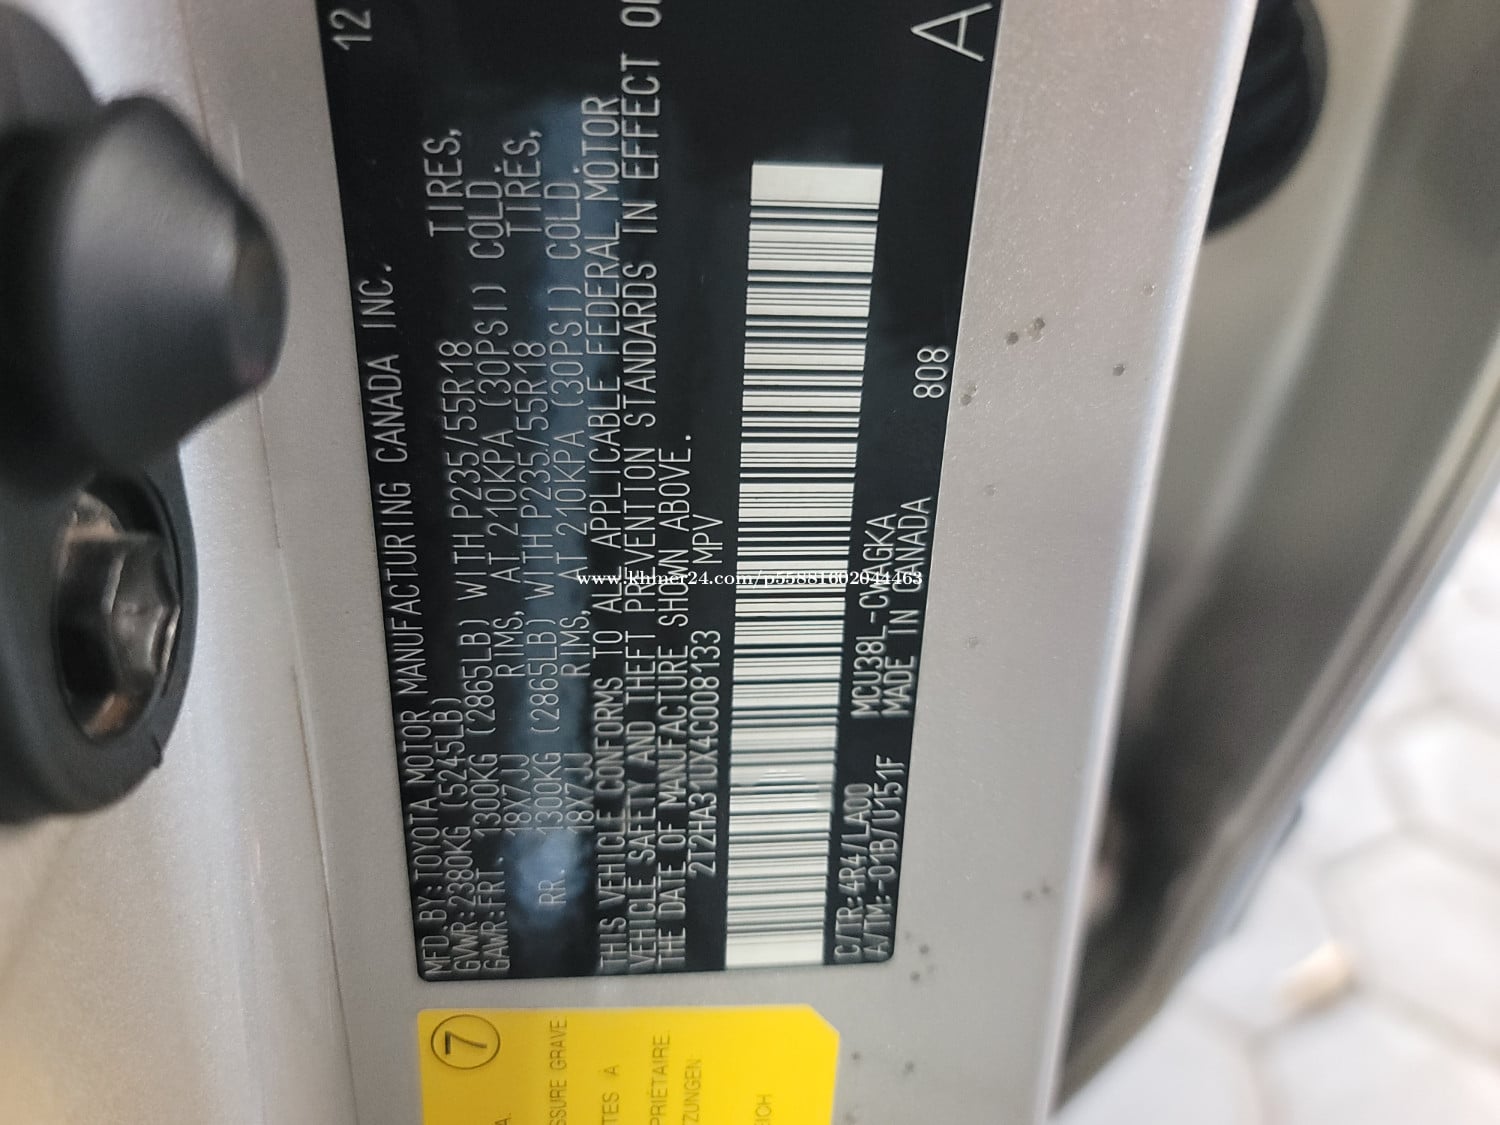 12
MFD.BY:TOYOTA MOTOR MANUFACTURING CANADA INC.
GVWR:2380KG (5245LB)
GAWR:FRT. 1300KG (2865LB) WITH P235/55R18 TIRES,
18X7JJ RIMS, AT 210KPA (30PSI) COLD.
RR. 1300KG (2865LB) WITH P235/55R18 TIRES,
18X7JJ RIMS, AT 210KPA (30PSI) COLD.
THIS VEHICLE CONFORMS TO ALL APPLICABLE FEDERAL MOTOR
VEHICLE SAFETY AND THEFT PREVENTION STANDARDS IN EFFECT
THE DATE OF MANUFACTURE SHOWN ABOVE.
2T2HA31UX4C008133 MPV
C/TR:4R4/LA00 MCU38L-CWAGKA
A/TM:-01B/U151F MADE IN CANADA 808
A
7
GRAVE
À
www.khmer24.com/p55881602044463